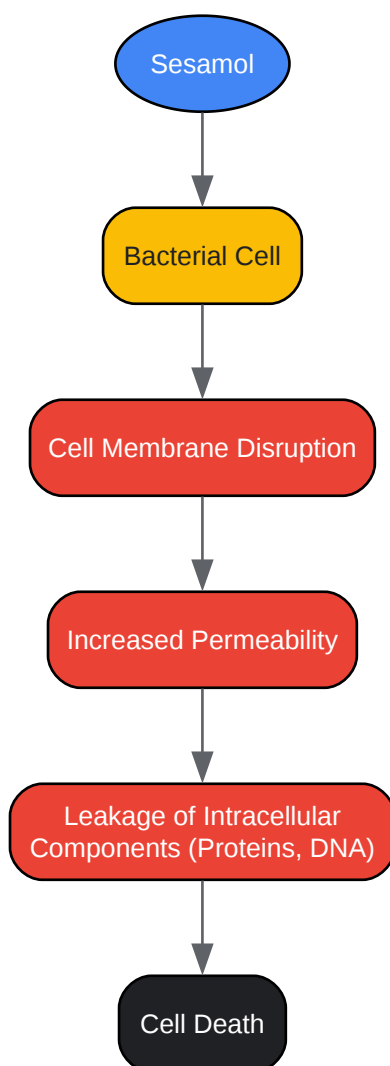 Sesamol
Bacterial Cell
Cell Membrane Disruption
Increased Permeability
Leakage of Intracellular
Components (Proteins, DNA)
Cell Death